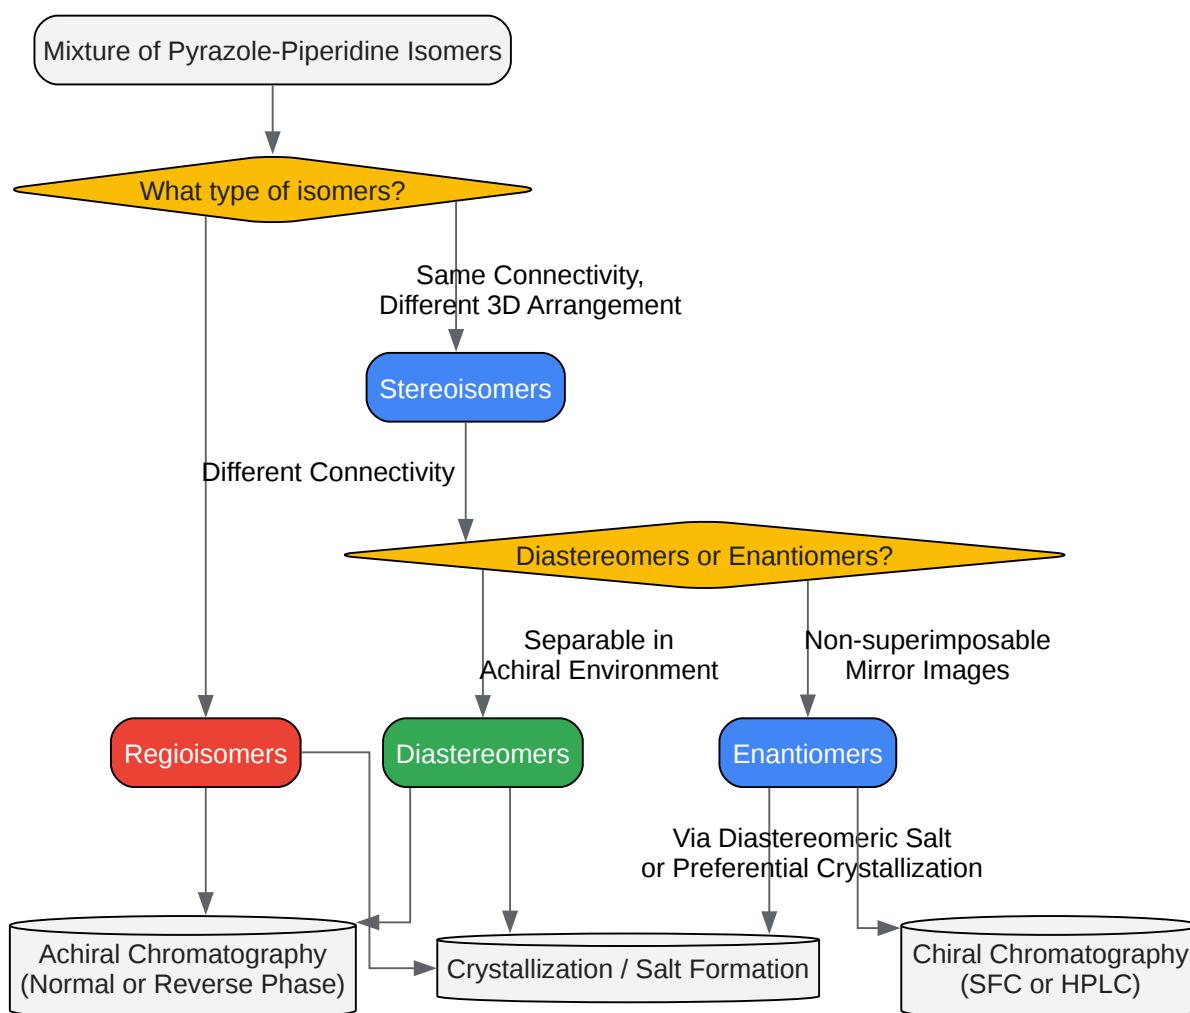 Mixture of Pyrazole-Piperidine Isomers
What type of isomers?
Same Connectivity,
Different 3D Arrangement
Stereoisomers
Different Connectivity
Diastereomers or Enantiomers?
Separable in
Achiral Environment
Non-superimposable
Mirror Images
Regioisomers
Diastereomers
Enantiomers
Via Diastereomeric Salt
or Preferential Crystallization
Achiral Chromatography
(Normal or Reverse Phase)
Crystallization / Salt Formation
Chiral Chromatography
(SFC or HPLC)